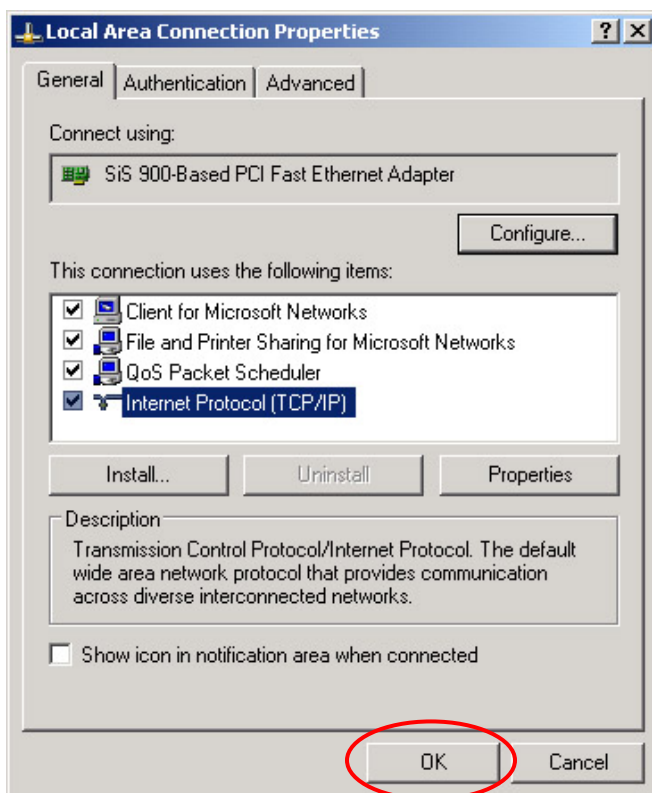 Local Area Connection Properties
General Authentication Advanced
Connect using:
SiS 900-Based PCI Fast Ethernet Adapter
Configure...
This connection uses the following items:
Client for Microsoft Networks
File and Printer Sharing for Microsoft Networks
QoS Packet Scheduler
Internet Protocol (TCP/IP)
Install... Uninstall Properties
Description
Transmission Control Protocol/Internet Protocol. The default
wide area network protocol that provides communication
across diverse interconnected networks.
Show icon in notification area when connected
OK Cancel